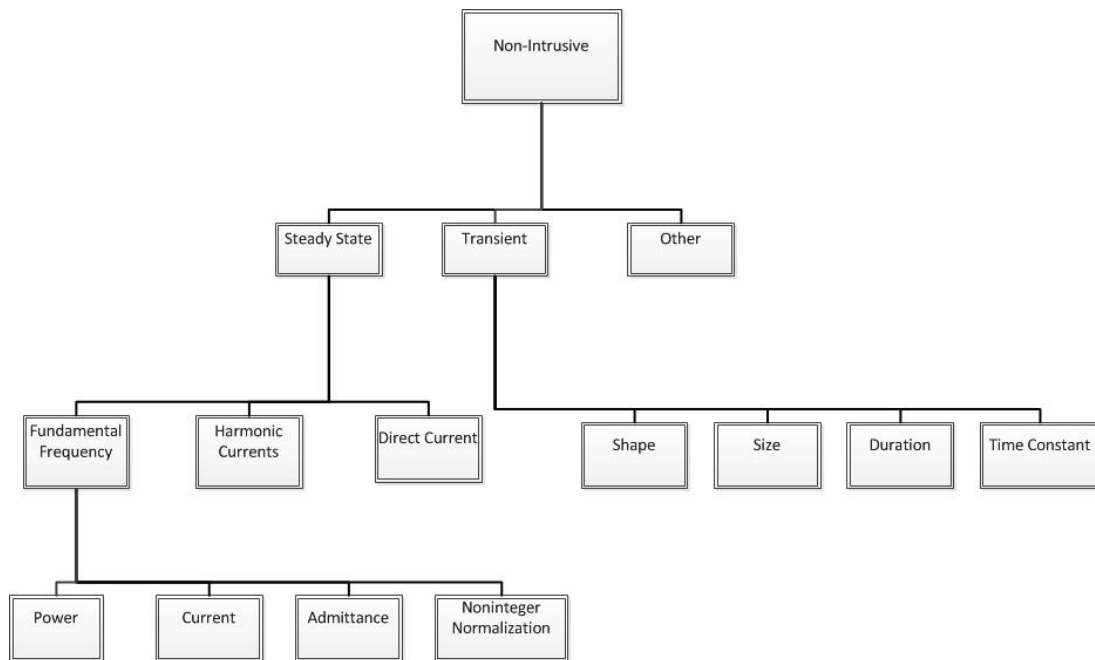 Non-Intrusive
Steady State
Transient
Other
Fundamental
Frequency
Harmonic
Currents
Direct Current
Shape
Size
Duration
Time Constant
Power
Current
Admittance
Noninteger
Normalization